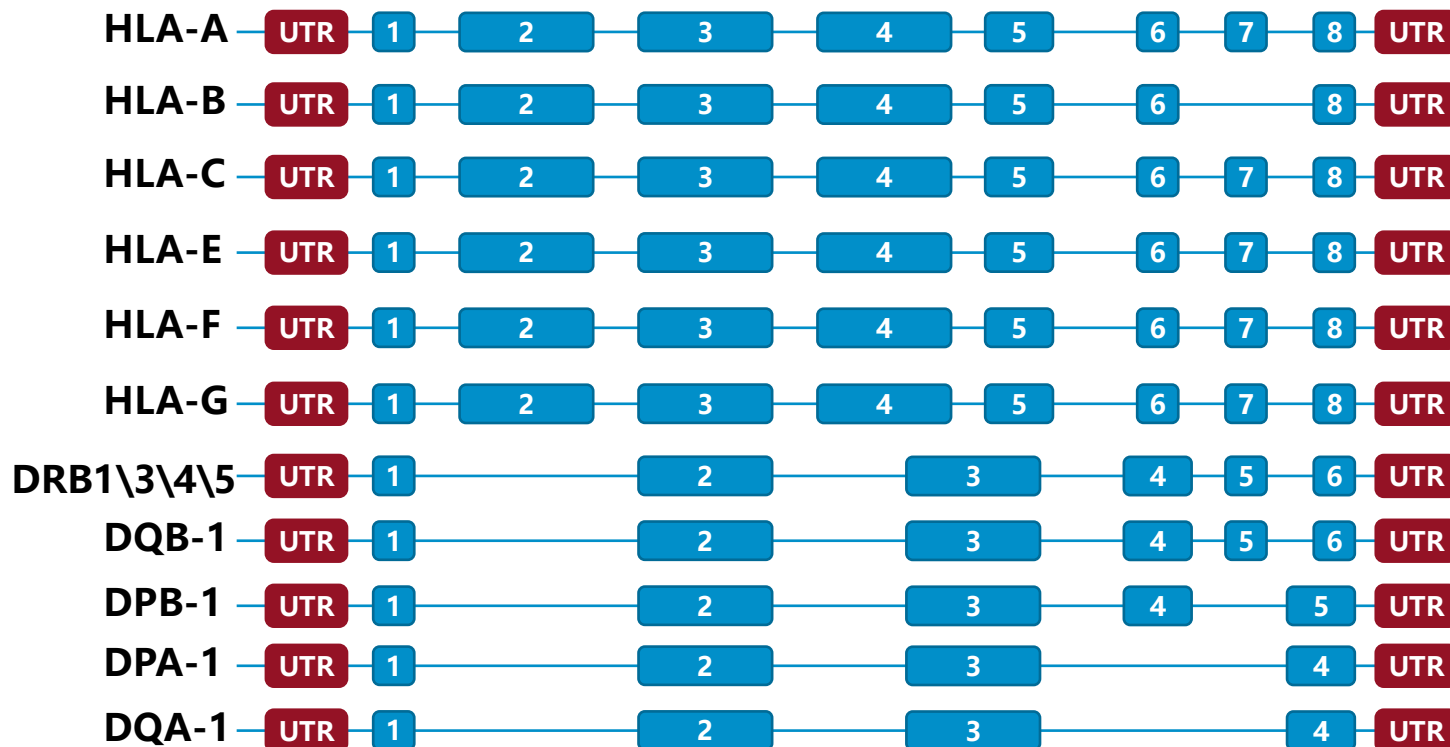 HLA-A UTR 1 2 3 4 5 6 7 8 UTR
HLA-B UTR 1 2 3 4 5 6 8 UTR
HLA-C UTR 1 2 3 4 5 6 7 8 UTR
HLA-E UTR 1 2 3 4 5 6 7 8 UTR
HLA-F UTR 1 2 3 4 5 6 7 8 UTR
HLA-G UTR 1 2 3 4 5 6 7 8 UTR
DRB1\3\4\5 UTR 1 2 3 4 5 6 UTR
DQB-1 UTR 1 2 3 4 5 6 UTR
DPB-1 UTR 1 2 3 4 5 UTR
DPA-1 UTR 1 2 3 4 UTR
DQA-1 UTR 1 2 3 4 UTR